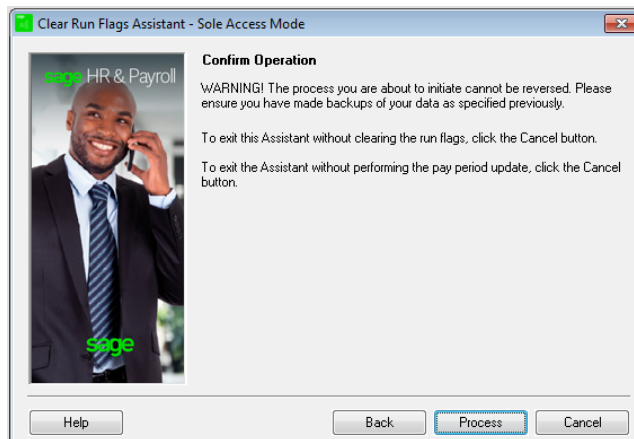 Clear Run Flags Assistant - Sole Access Mode
sage HR & Payroll
Confirm Operation
WARNING! The process you are about to initiate cannot be reversed. Please
ensure you have made backups of your data as specified previously.
To exit this Assistant without clearing the run flags, click the Cancel button.
To exit the Assistant without performing the pay period update, click the Cancel
button.
sage
Help
Back
Process
Cancel